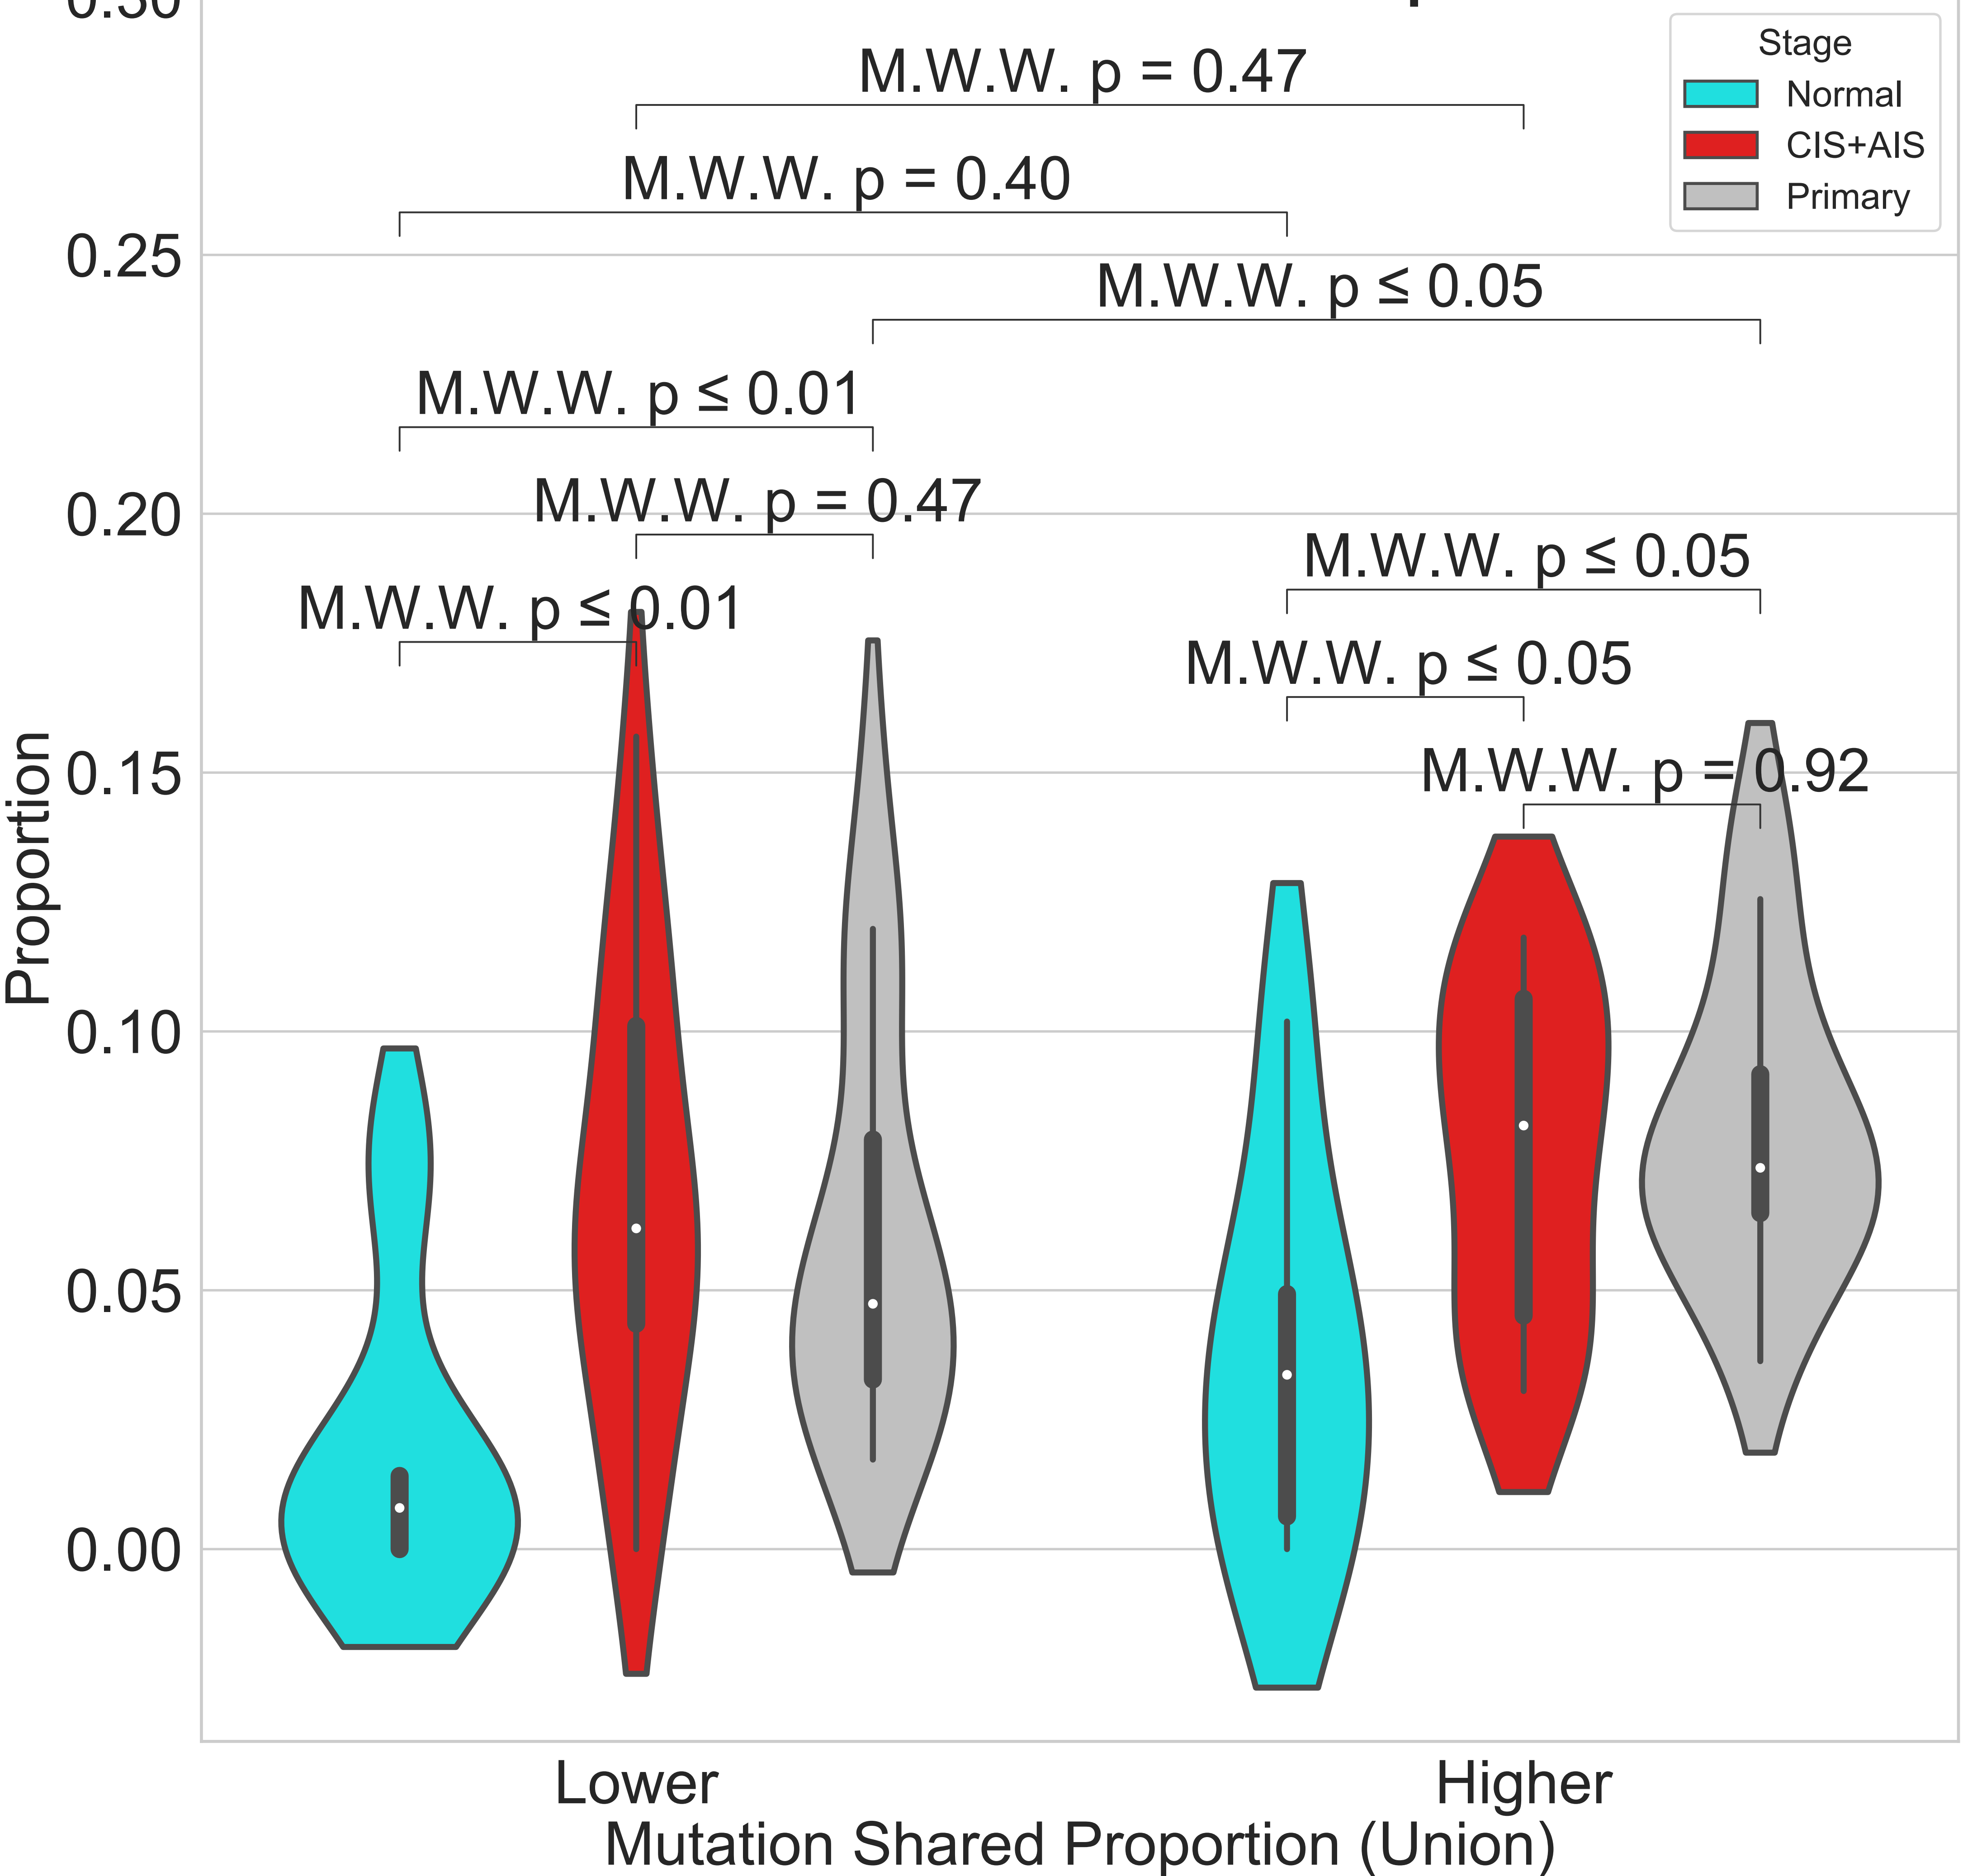 0.30
M.W.W. p = 0.47
Stage
Normal
CIS+AIS
Primary
M.W.W. p = 0.40
0.25
M.W.W. p ≤ 0.05
M.W.W. p ≤ 0.01
0.20
M.W.W. p = 0.47
M.W.W. p ≤ 0.05
M.W.W. p ≤ 0.01
M.W.W. p ≤ 0.05
0.15
M.W.W. p = 0.92
Proportion
0.10
0.05
0.00
Lower
Higher
Mutation Shared Proportion (Union)